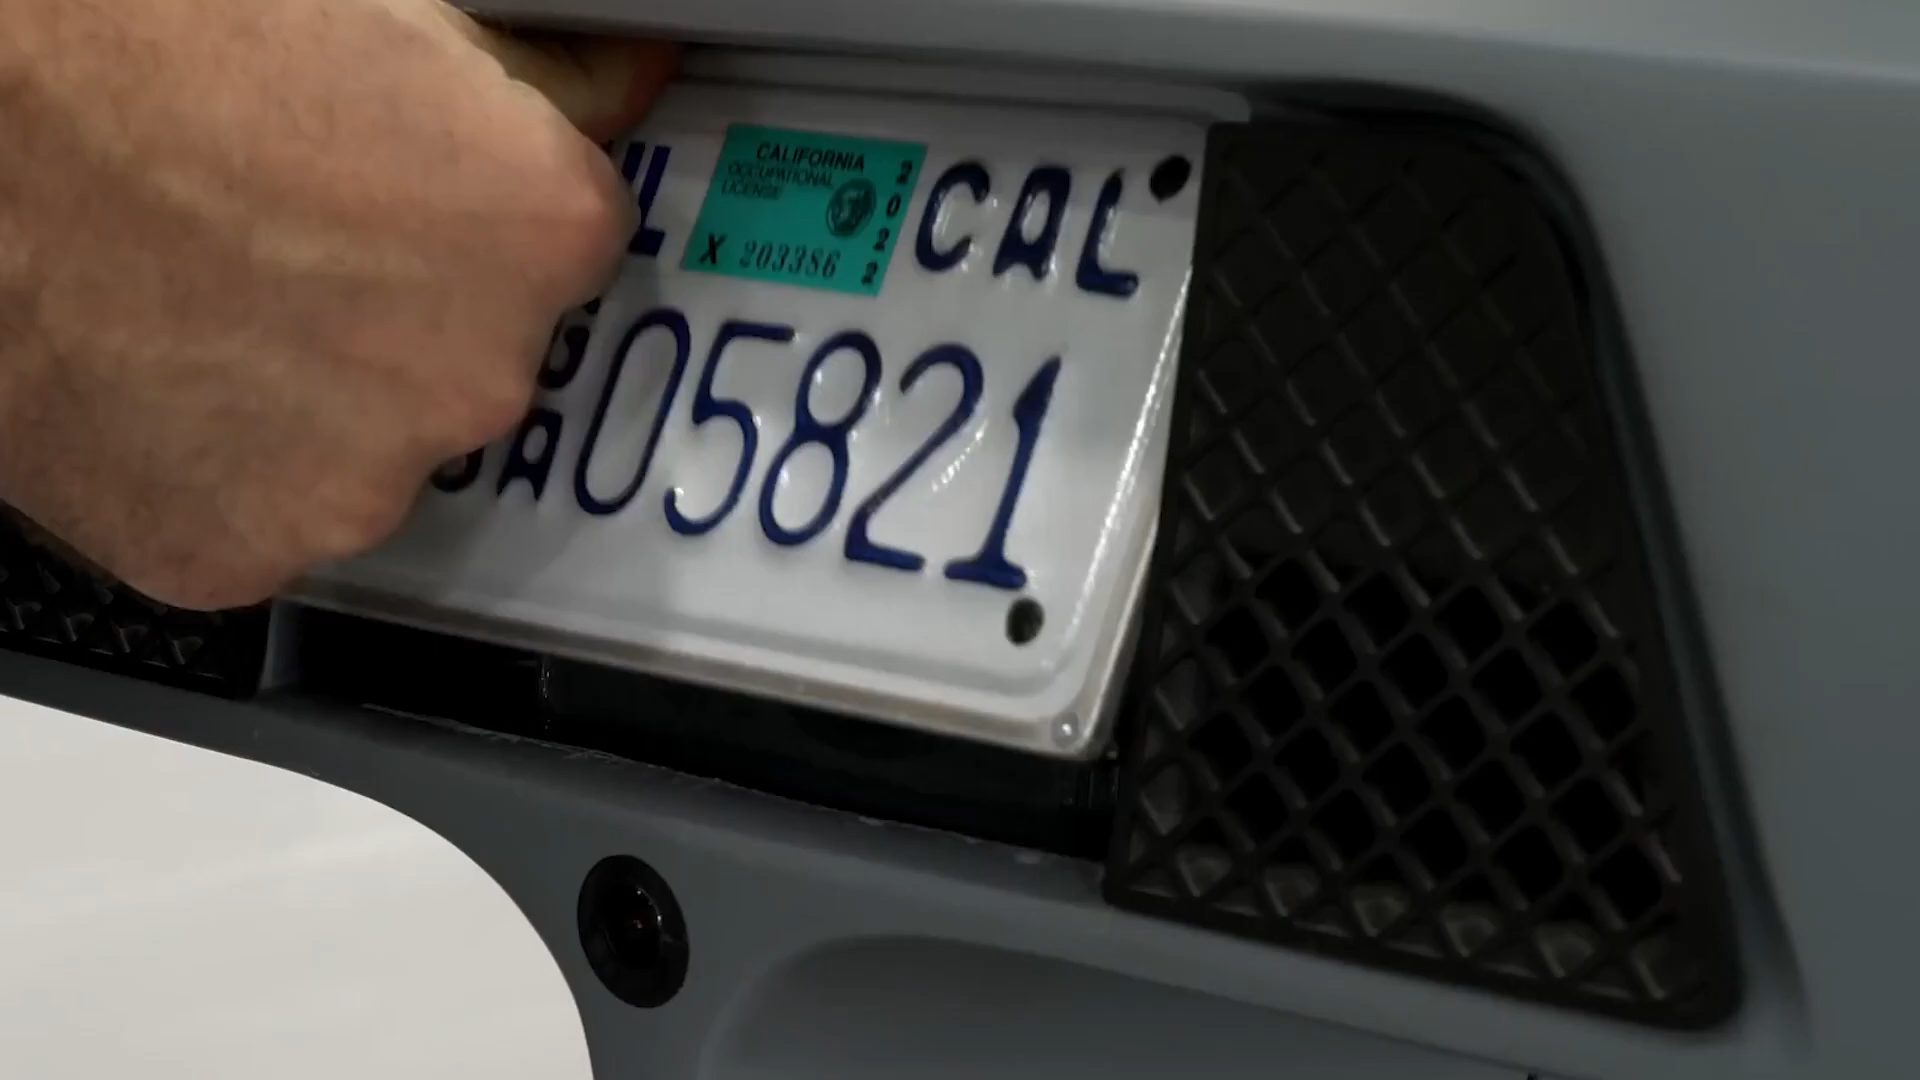 CALIFORNIA
OCCUPATIONAL
LICENSE
2022
X 203386
CAL
05821